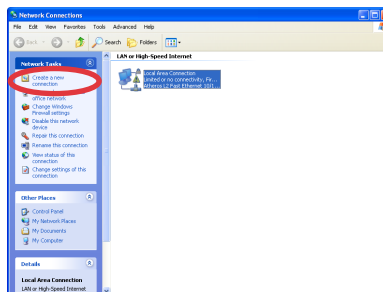 Network Connections
File Edit View Favorites Tools Advanced Help
Back Search Folders
Network Tasks
Create a new
connection
office network
Change Windows
Firewall settings
Disable this network
device
Repair this connection
Rename this connection
View status of this
connection
Change settings of this
connection
Other Places
Control Panel
My Network Places
My Documents
My Computer
Details
Local Area Connection
LAN or High-Speed Internet
LAN or High-Speed Internet
Local Area Connection
Limited or no connectivity, Fir...
Atheros L2 Fast Ethernet 10/1...